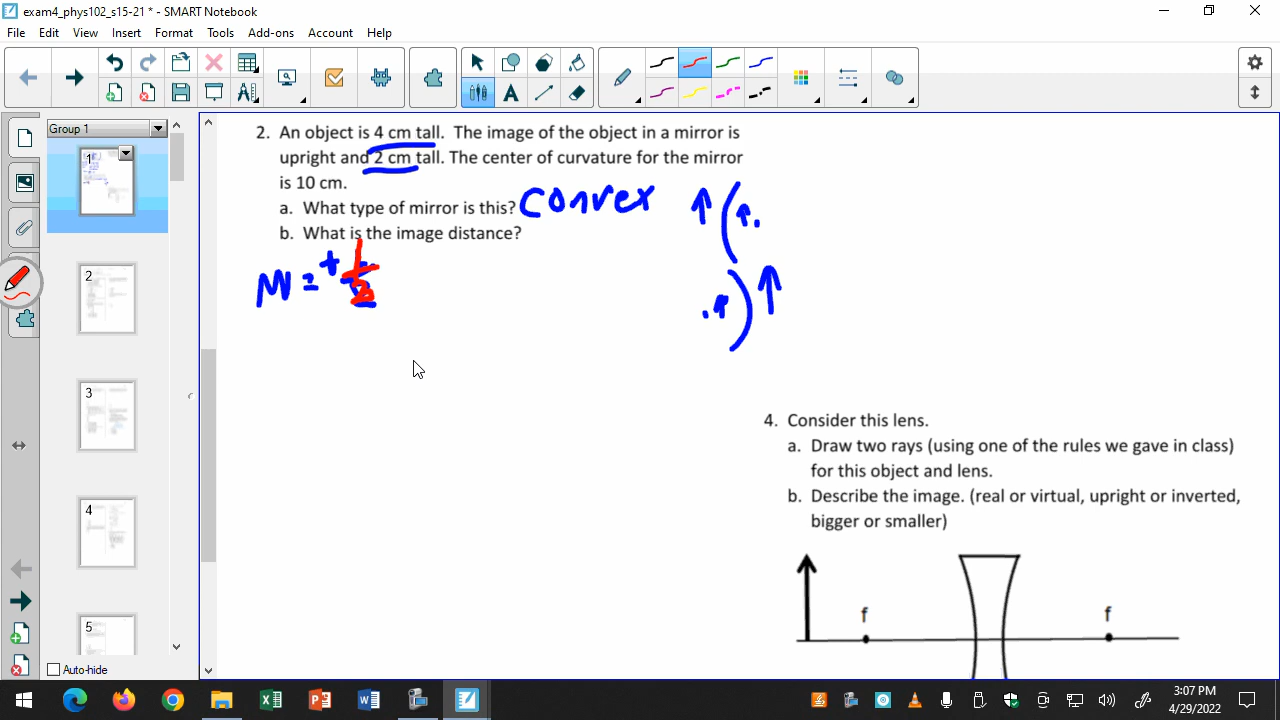 exam4_phys102_s15-21 * - SMART Notebook
File Edit View Insert Format Tools Add-ons Account Help
Group 1
1
2
3
4
5
Auto-hide
2. An object is 4 cm tall. The image of the object in a mirror is
upright and 2 cm tall. The center of curvature for the mirror
is 10 cm.
a. What type of mirror is this? convex
b. What is the image distance?
M = + 1/2
4. Consider this lens.
a. Draw two rays (using one of the rules we gave in class)
for this object and lens.
b. Describe the image. (real or virtual, upright or inverted,
bigger or smaller)
f f
3:07 PM
4/29/2022